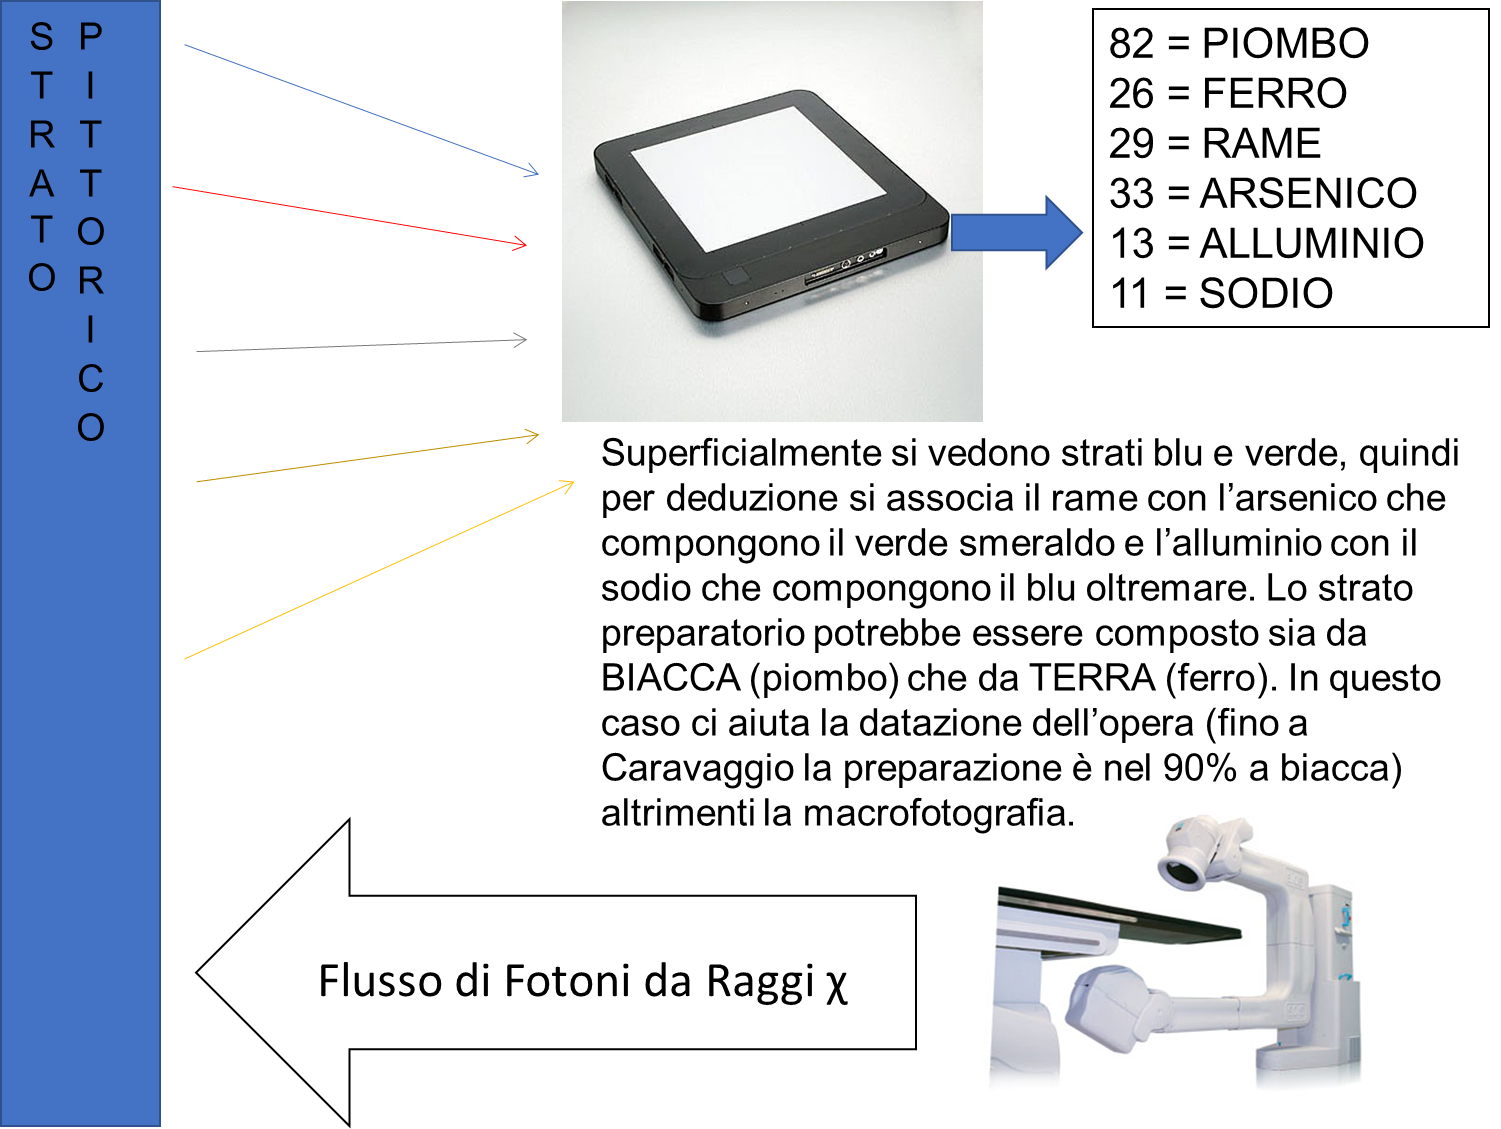 STRATO PITTORICO
82 = PIOMBO
26 = FERRO
29 = RAME
33 = ARSENICO
13 = ALLUMINIO
11 = SODIO
Superficialmente si vedono strati blu e verde, quindi
per deduzione si associa il rame con l’arsenico che
compongono il verde smeraldo e l’alluminio con il
sodio che compongono il blu oltremare. Lo strato
preparatorio potrebbe essere composto sia da
BIACCA (piombo) che da TERRA (ferro). In questo
caso ci aiuta la datazione dell’opera (fino a
Caravaggio la preparazione è nel 90% a biacca)
altrimenti la macrofotografia.
Flusso di Fotoni da Raggi χ